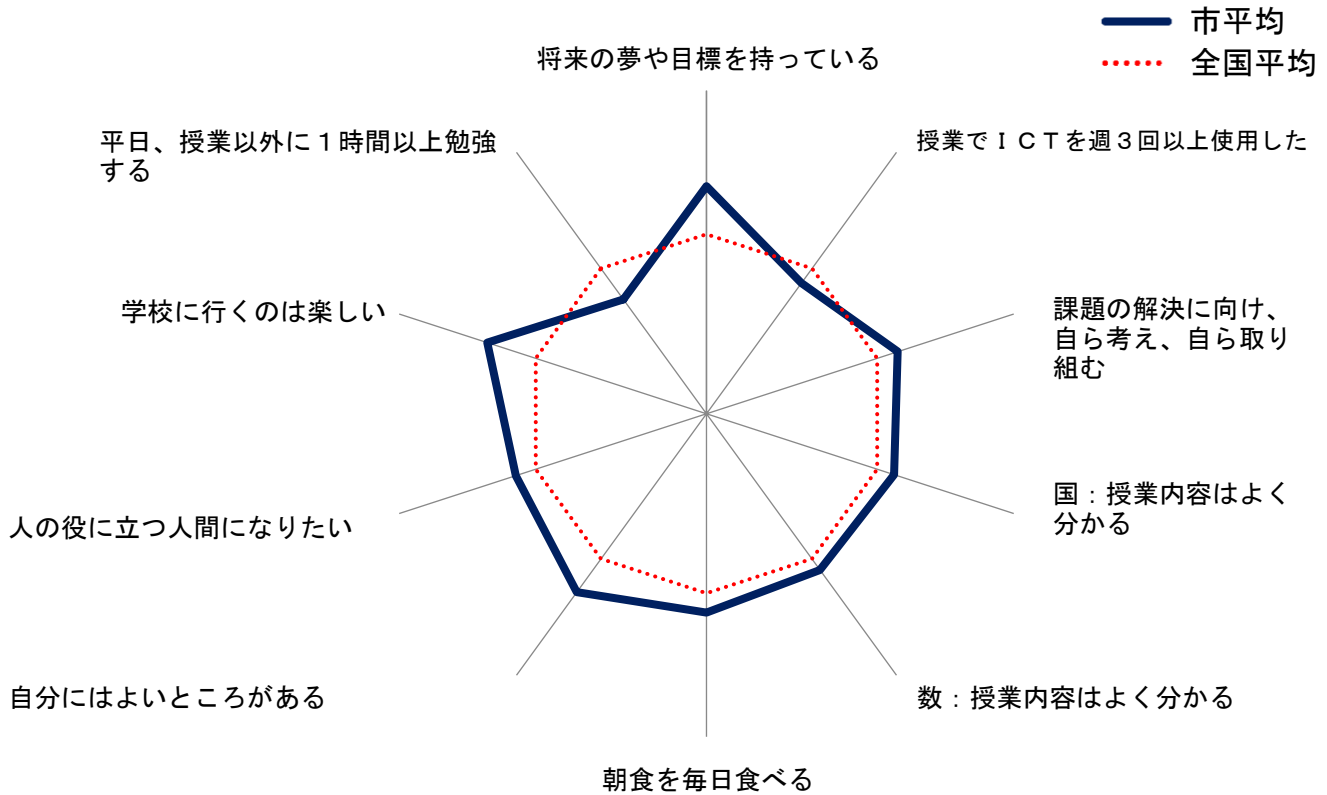 市平均
全国平均
将来の夢や目標を持っている
授業でＩＣＴを週３回以上使用した
課題の解決に向け、
自ら考え、自ら取り
組む
国：授業内容はよく
分かる
数：授業内容はよく分かる
朝食を毎日食べる
自分にはよいところがある
人の役に立つ人間になりたい
学校に行くのは楽しい
平日、授業以外に１時間以上勉強
する